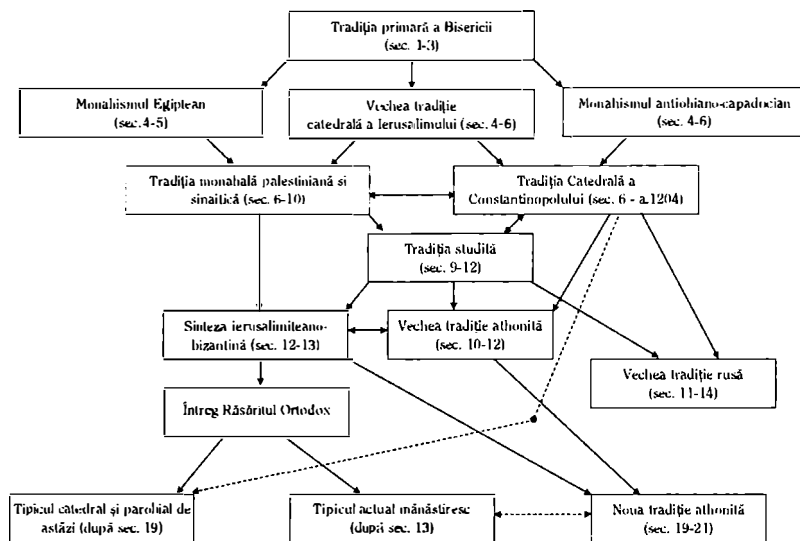 Tradiția primară a Bisericii
(sec. 1-3)
Monahismul Egiptean
(sec.4-5)
Vechea tradiție
catedrală a Ierusalimului (sec.4-6)
Monahismul antiohiano-capadocian
(sec.4-6)
Tradiția monahală palestiniană si
sinaitică (sec. 6-10)
Tradiția Catedrală a
Constantinopolului (sec. 6 - a.1204)
Tradiția studită
(sec. 9-12)
Sinteza ierusalimiteano-
bizantină (sec. 12-13)
Vechea tradiție athonită
(sec. 10-12)
Vechea tradiție rusă
(sec. 11-14)
Întreg Răsăritul Ortodox
Tipicul catedral și parohial de
astăzi (după sec. 19)
Tipicul actual mănăstiresc
(după sec. 13)
Noua tradiție athonită
(sec. 19-21)